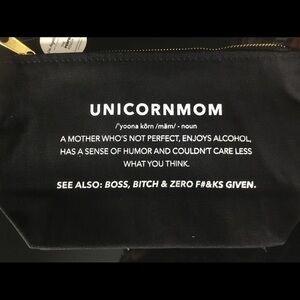 UNICORNMOM
/'yoona kôrn /mäm/ - noun
A MOTHER WHO'S NOT PERFECT, ENJOYS ALCOHOL,
HAS A SENSE OF HUMOR AND COULDN'T CARE LESS
WHAT YOU THINK.
SEE ALSO: BOSS, BITCH & ZERO F#&KS GIVEN.